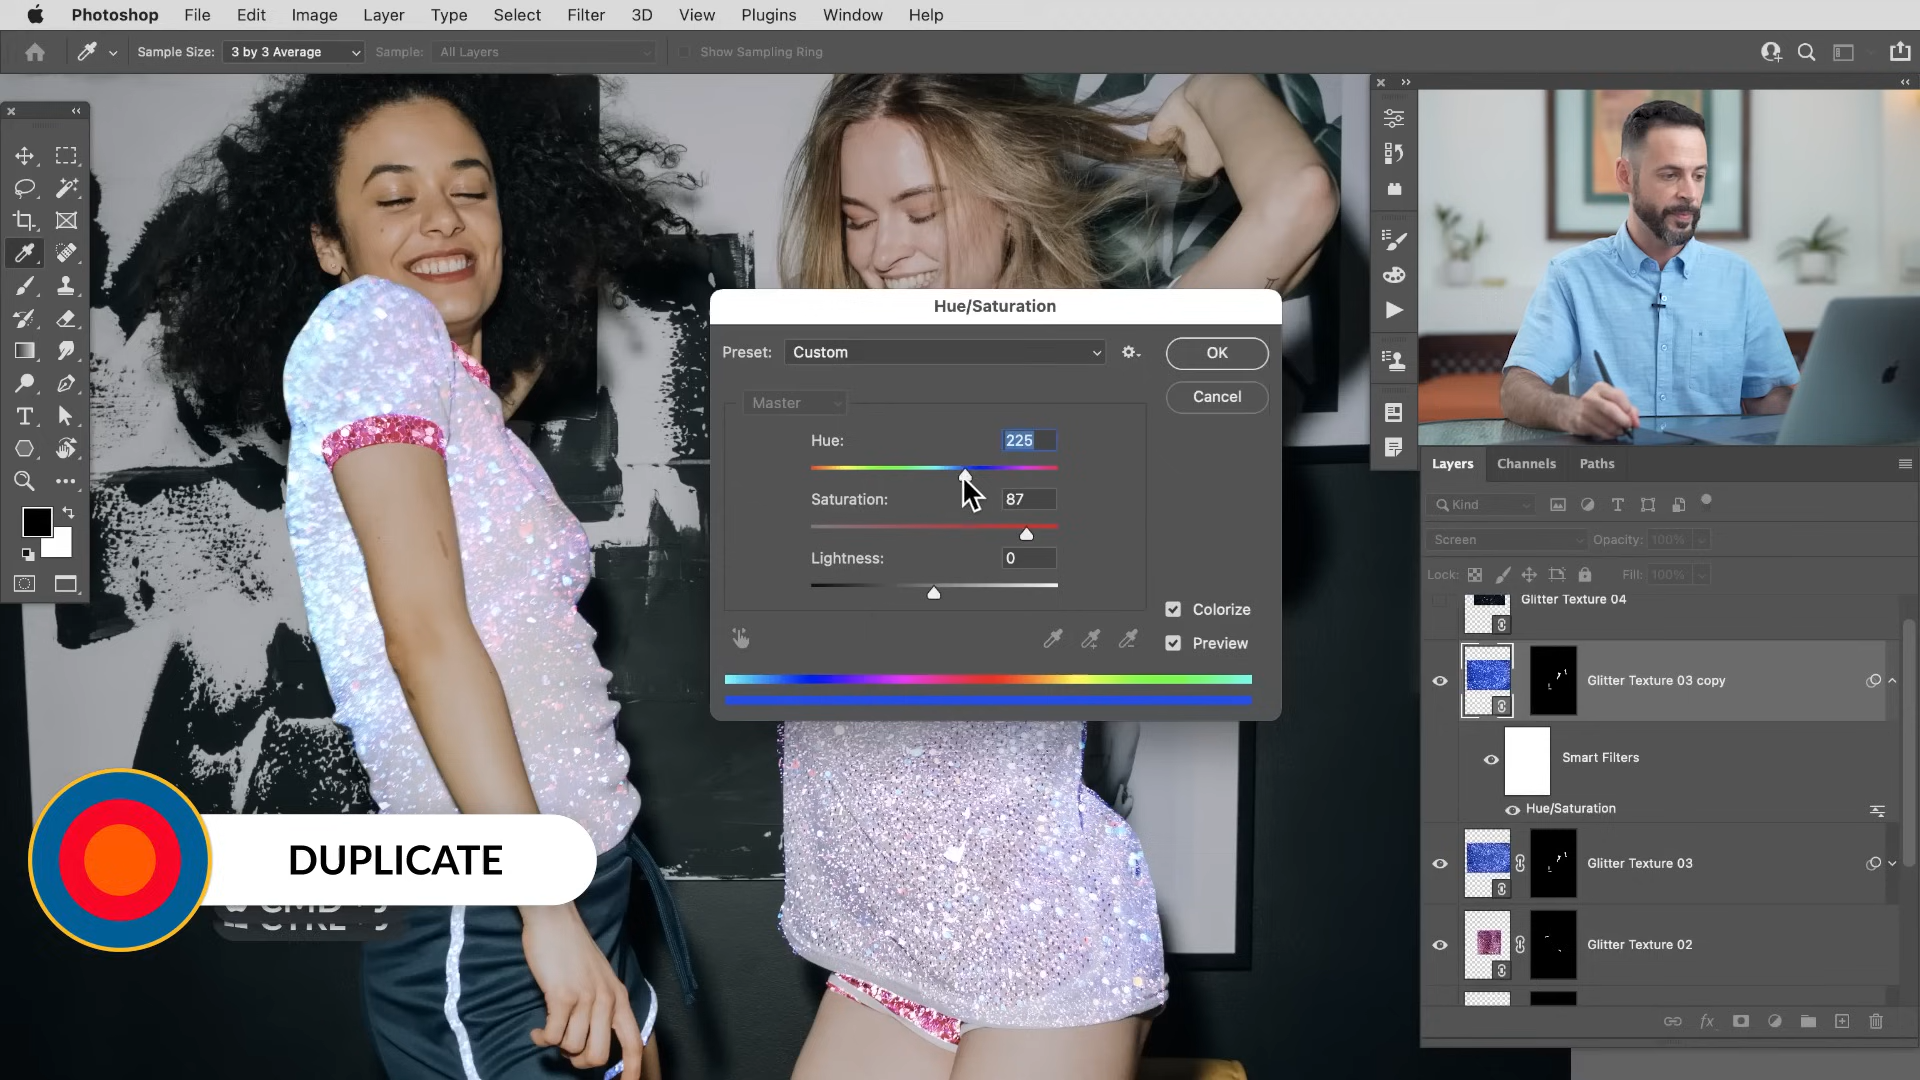 Photoshop File Edit Image Layer Type Select Filter 3D View Plugins Window Help
Sample Size: 3 by 3 Average Sample: All Layers Show Sampling Ring
Hue/Saturation
Preset: Custom
OK
Cancel
Master
Hue: 225
Saturation: 87
Lightness: 0
Colorize
Preview
Layers Channels Paths
Kind
Screen Opacity: 100%
Lock: Fill: 100%
Glitter Texture 04
Glitter Texture 03 copy
Smart Filters
Hue/Saturation
Glitter Texture 03
Glitter Texture 02
fx
DUPLICATE
CMD + J
CTRL + J